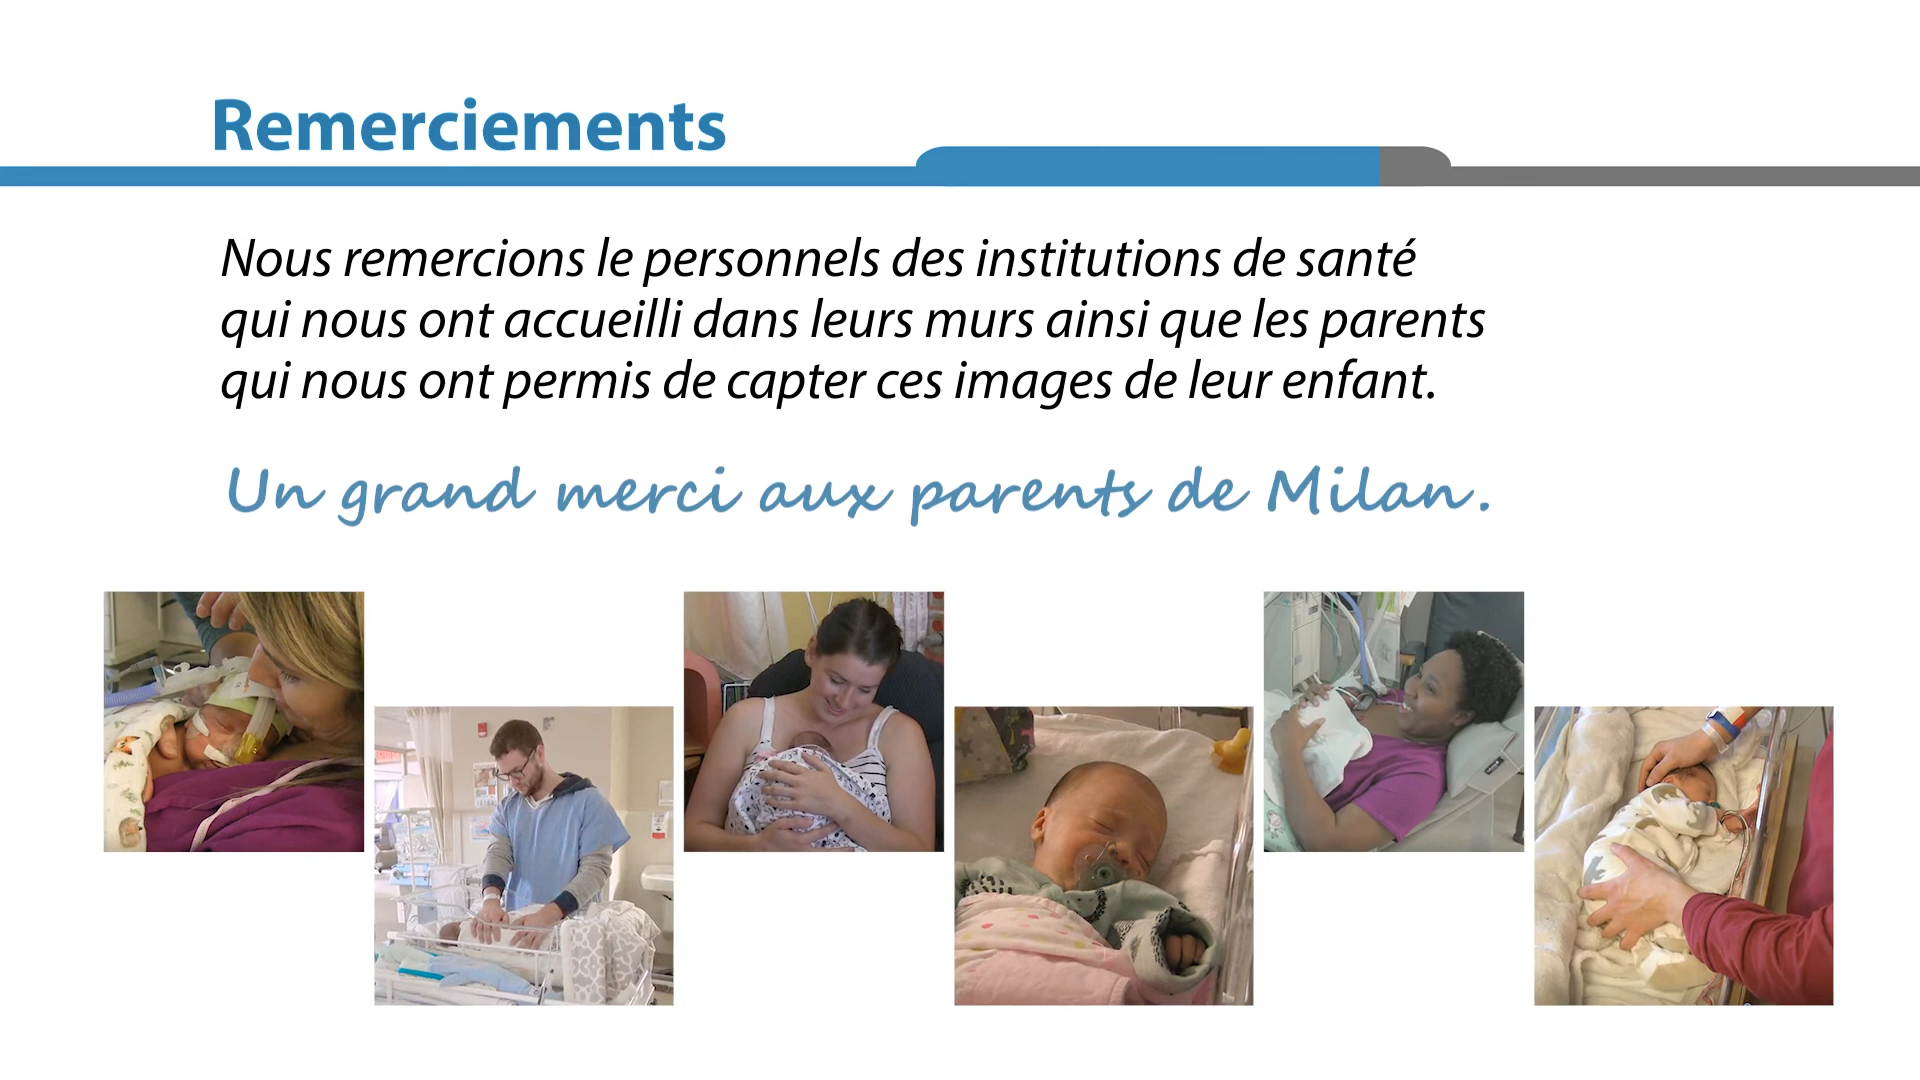 Remerciements
Nous remercions le personnels des institutions de santé
qui nous ont accueilli dans leurs murs ainsi que les parents
qui nous ont permis de capter ces images de leur enfant.
Un grand merci aux parents de Milan.